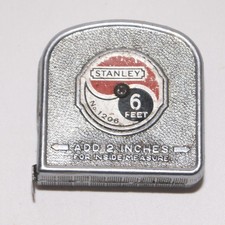 STANLEY
6
FEET
No 1206
ADD 2 INCHES
FOR INSIDE MEASURE